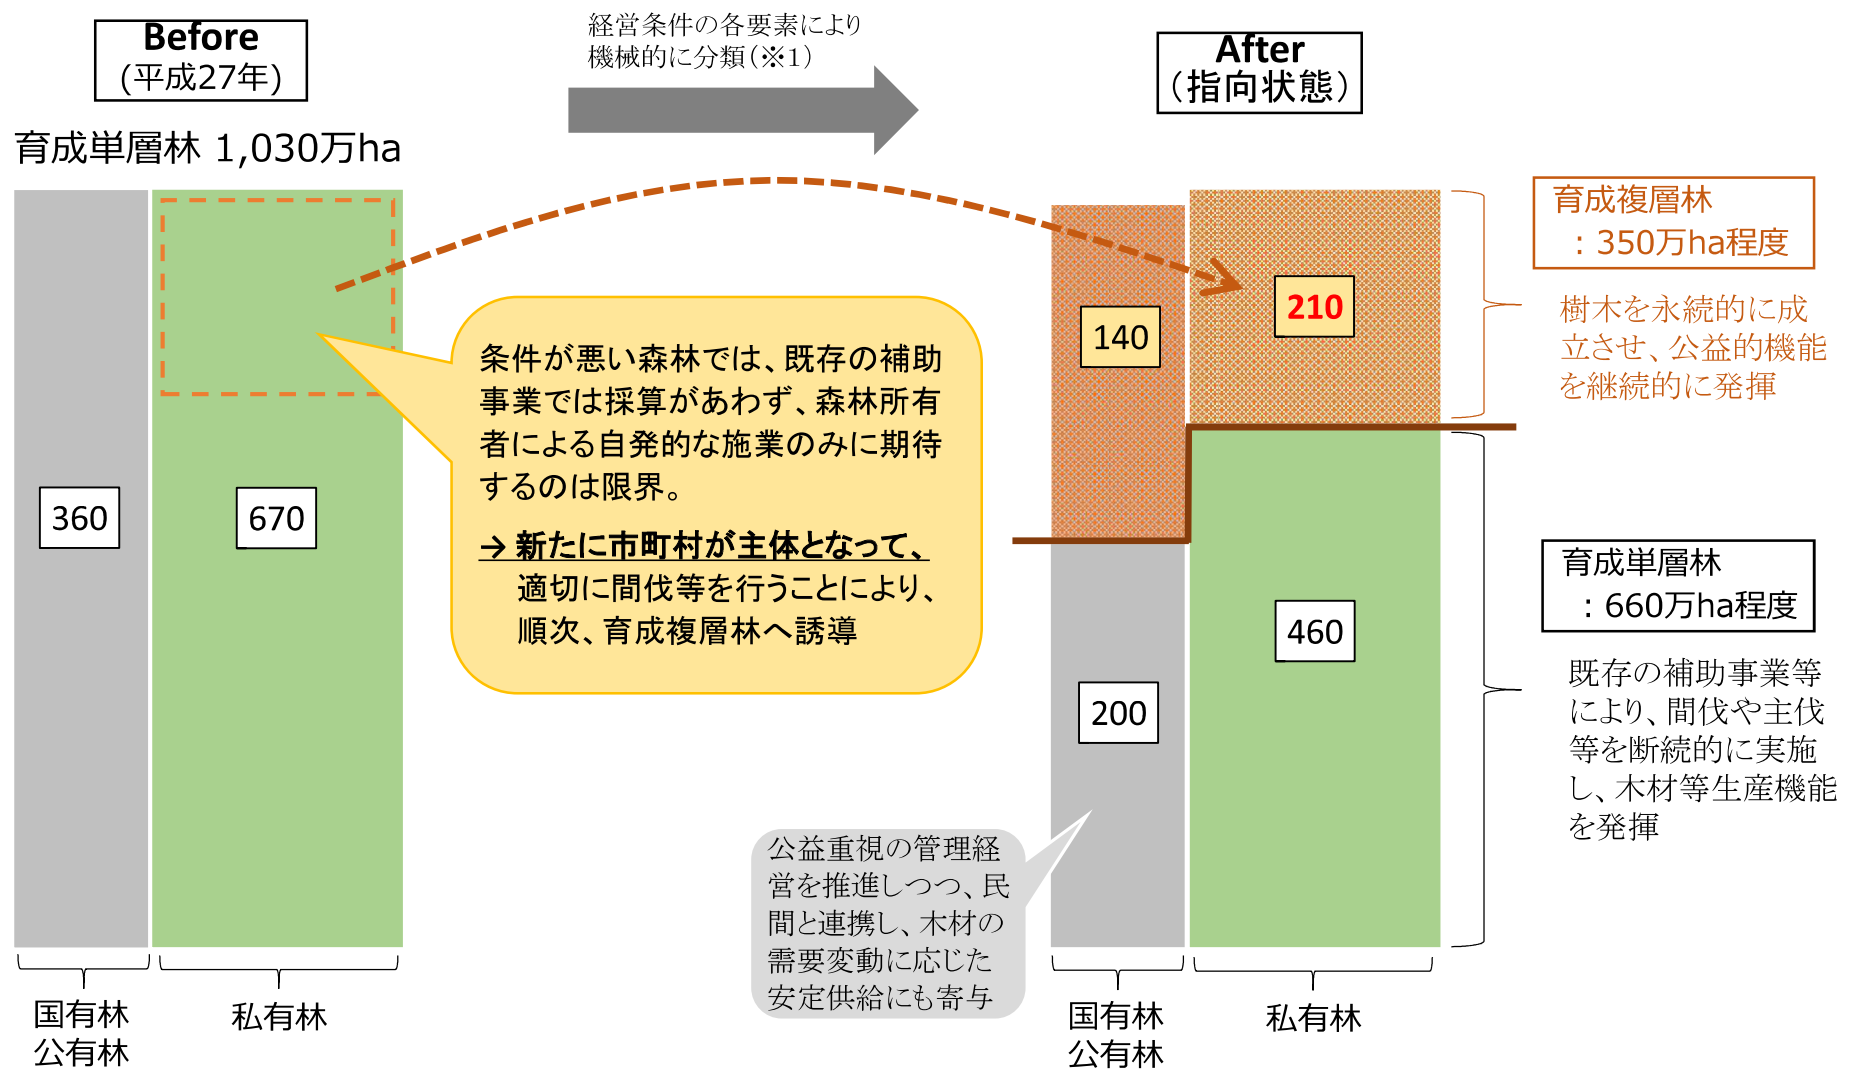 Before
(平成27年)
経営条件の各要素により
機械的に分類(※1)
After
(指向状態)
育成単層林 1,030万ha
360
670
条件が悪い森林では、既存の補助
事業では採算があわず、森林所有
者による自発的な施業のみに期待
するのは限界。
→ 新たに市町村が主体となって、
適切に間伐等を行うことにより、
順次、育成複層林へ誘導
140
210
200
460
育成複層林
：350万ha程度
樹木を永続的に成
立させ、公益的機能
を継続的に発揮
育成単層林
：660万ha程度
既存の補助事業等
により、間伐や主伐
等を断続的に実施
し、木材等生産機能
を発揮
公益重視の管理経
営を推進しつつ、民
間と連携し、木材の
需要変動に応じた
安定供給にも寄与
国有林
公有林
私有林
国有林
公有林
私有林